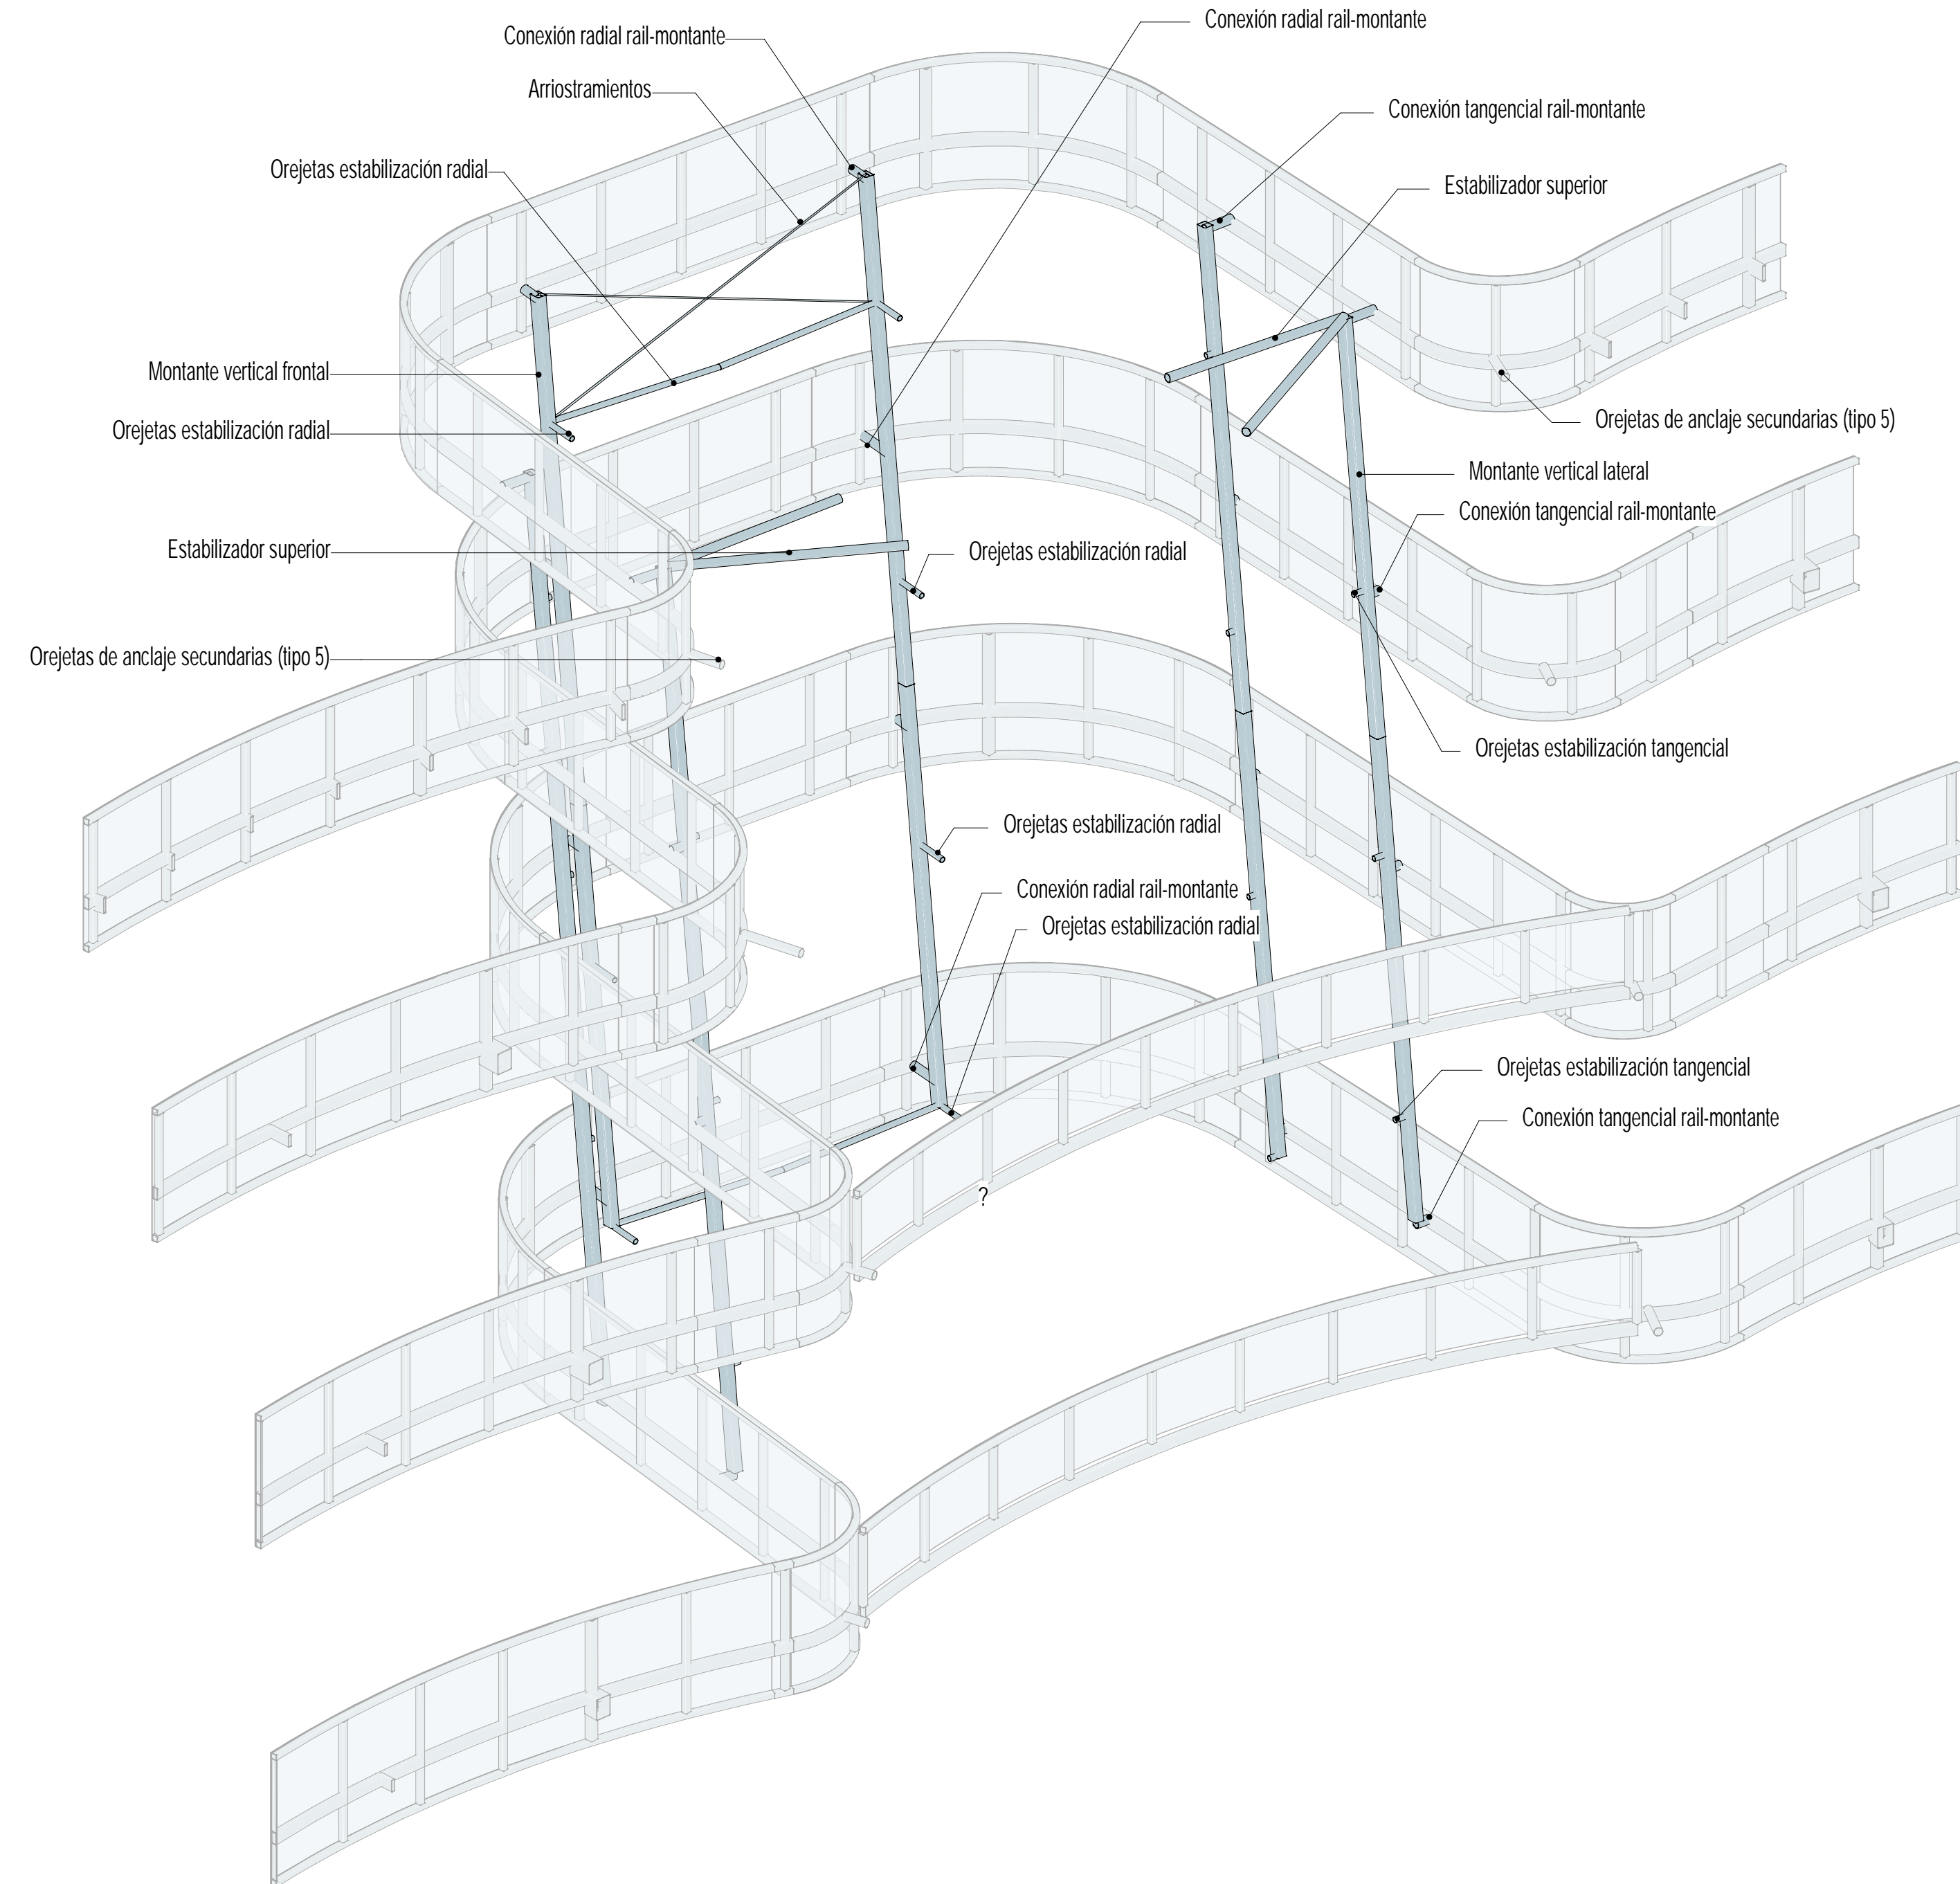 Conexión radial rail-montante
Conexión radial rail-montante
Arriostramientos
Conexión tangencial rail-montante
Orejetas estabilización radial
Estabilizador superior
Montante vertical frontal
Orejetas de anclaje secundarias (tipo 5)
Orejetas estabilización radial
Montante vertical lateral
Conexión tangencial rail-montante
Estabilizador superior
Orejetas estabilización radial
Orejetas de anclaje secundarias (tipo 5)
Orejetas estabilización tangencial
Orejetas estabilización radial
Conexión radial rail-montante
Orejetas estabilización radial
Orejetas estabilización tangencial
Conexión tangencial rail-montante
?